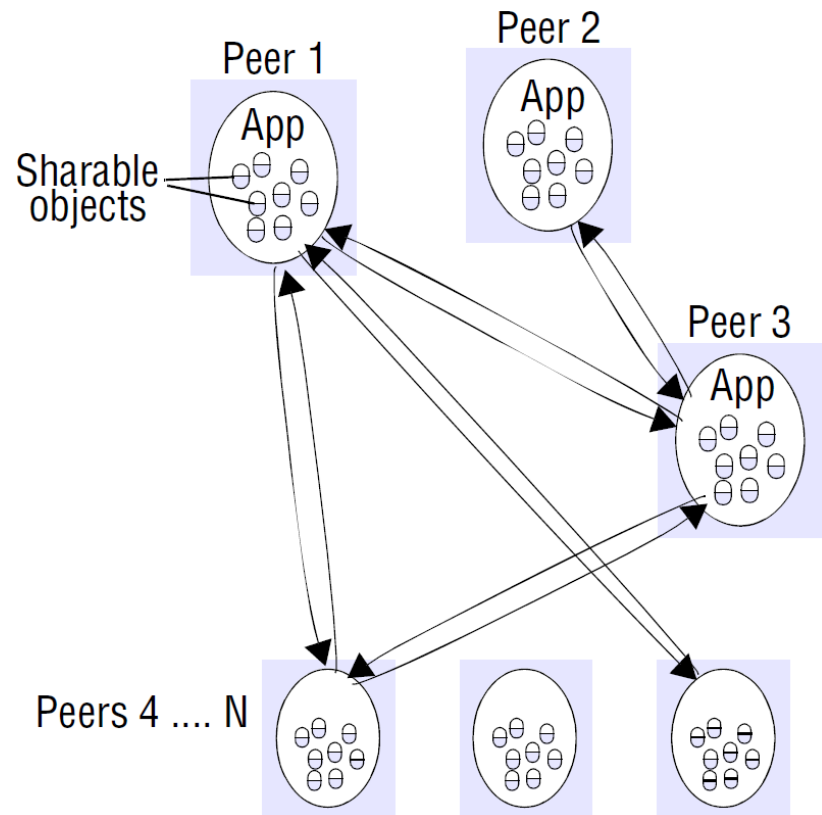 Peer 1
Peer 2
App
App
Sharable
objects
Peer 3
App
Peers 4 .... N